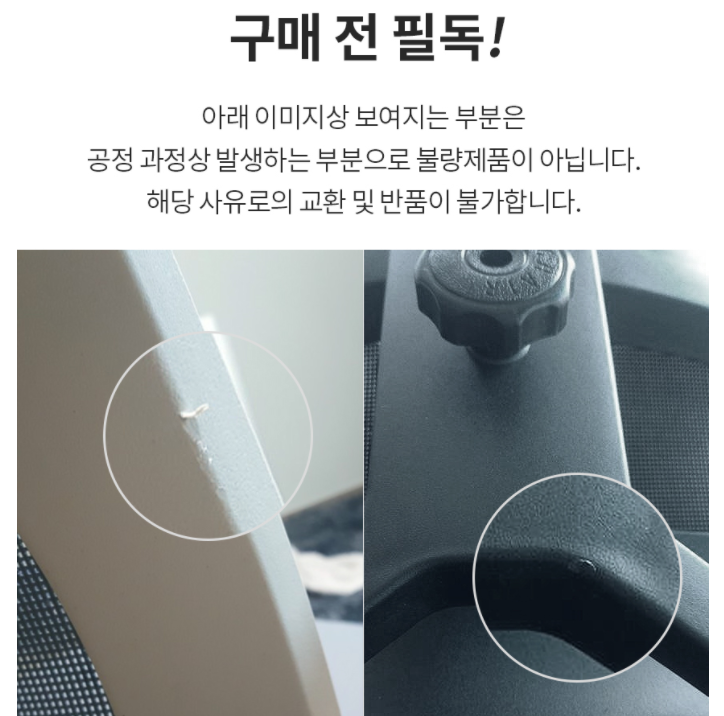 구매 전 필독!
아래 이미지상 보여지는 부분은
공정 과정상 발생하는 부분으로 불량제품이 아닙니다.
해당 사유로의 교환 및 반품이 불가합니다.